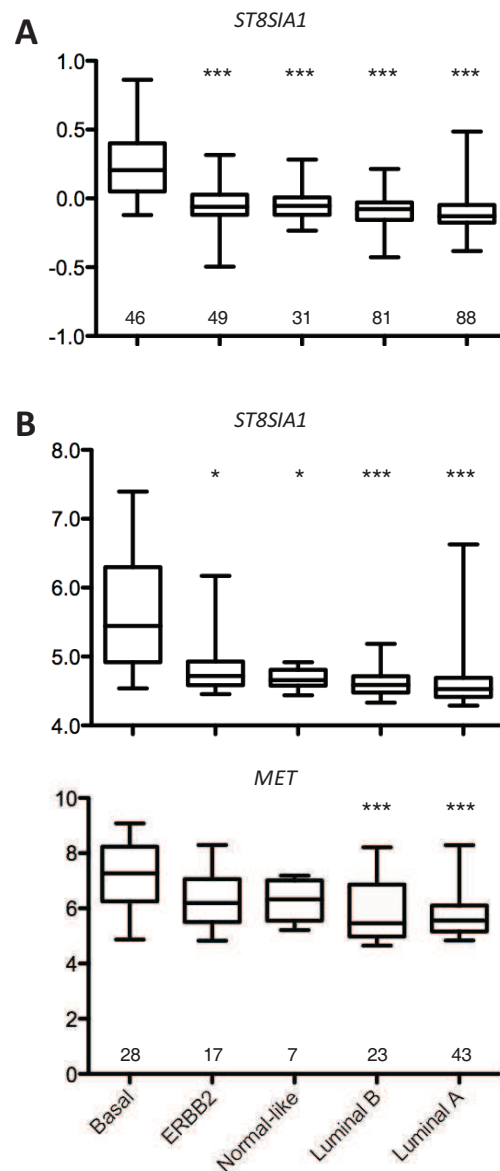 A
ST8SIA1
1.0
*** *** *** ***
0.5
0.0
-0.5
-1.0
46 49 31 81 88
B
ST8SIA1
8.0
* * *** ***
7.0
6.0
5.0
4.0
MET
10
*** ***
8
6
4
2
28 17 7 23 43
0
Basal ERBB2 Normal-like Luminal B Luminal A